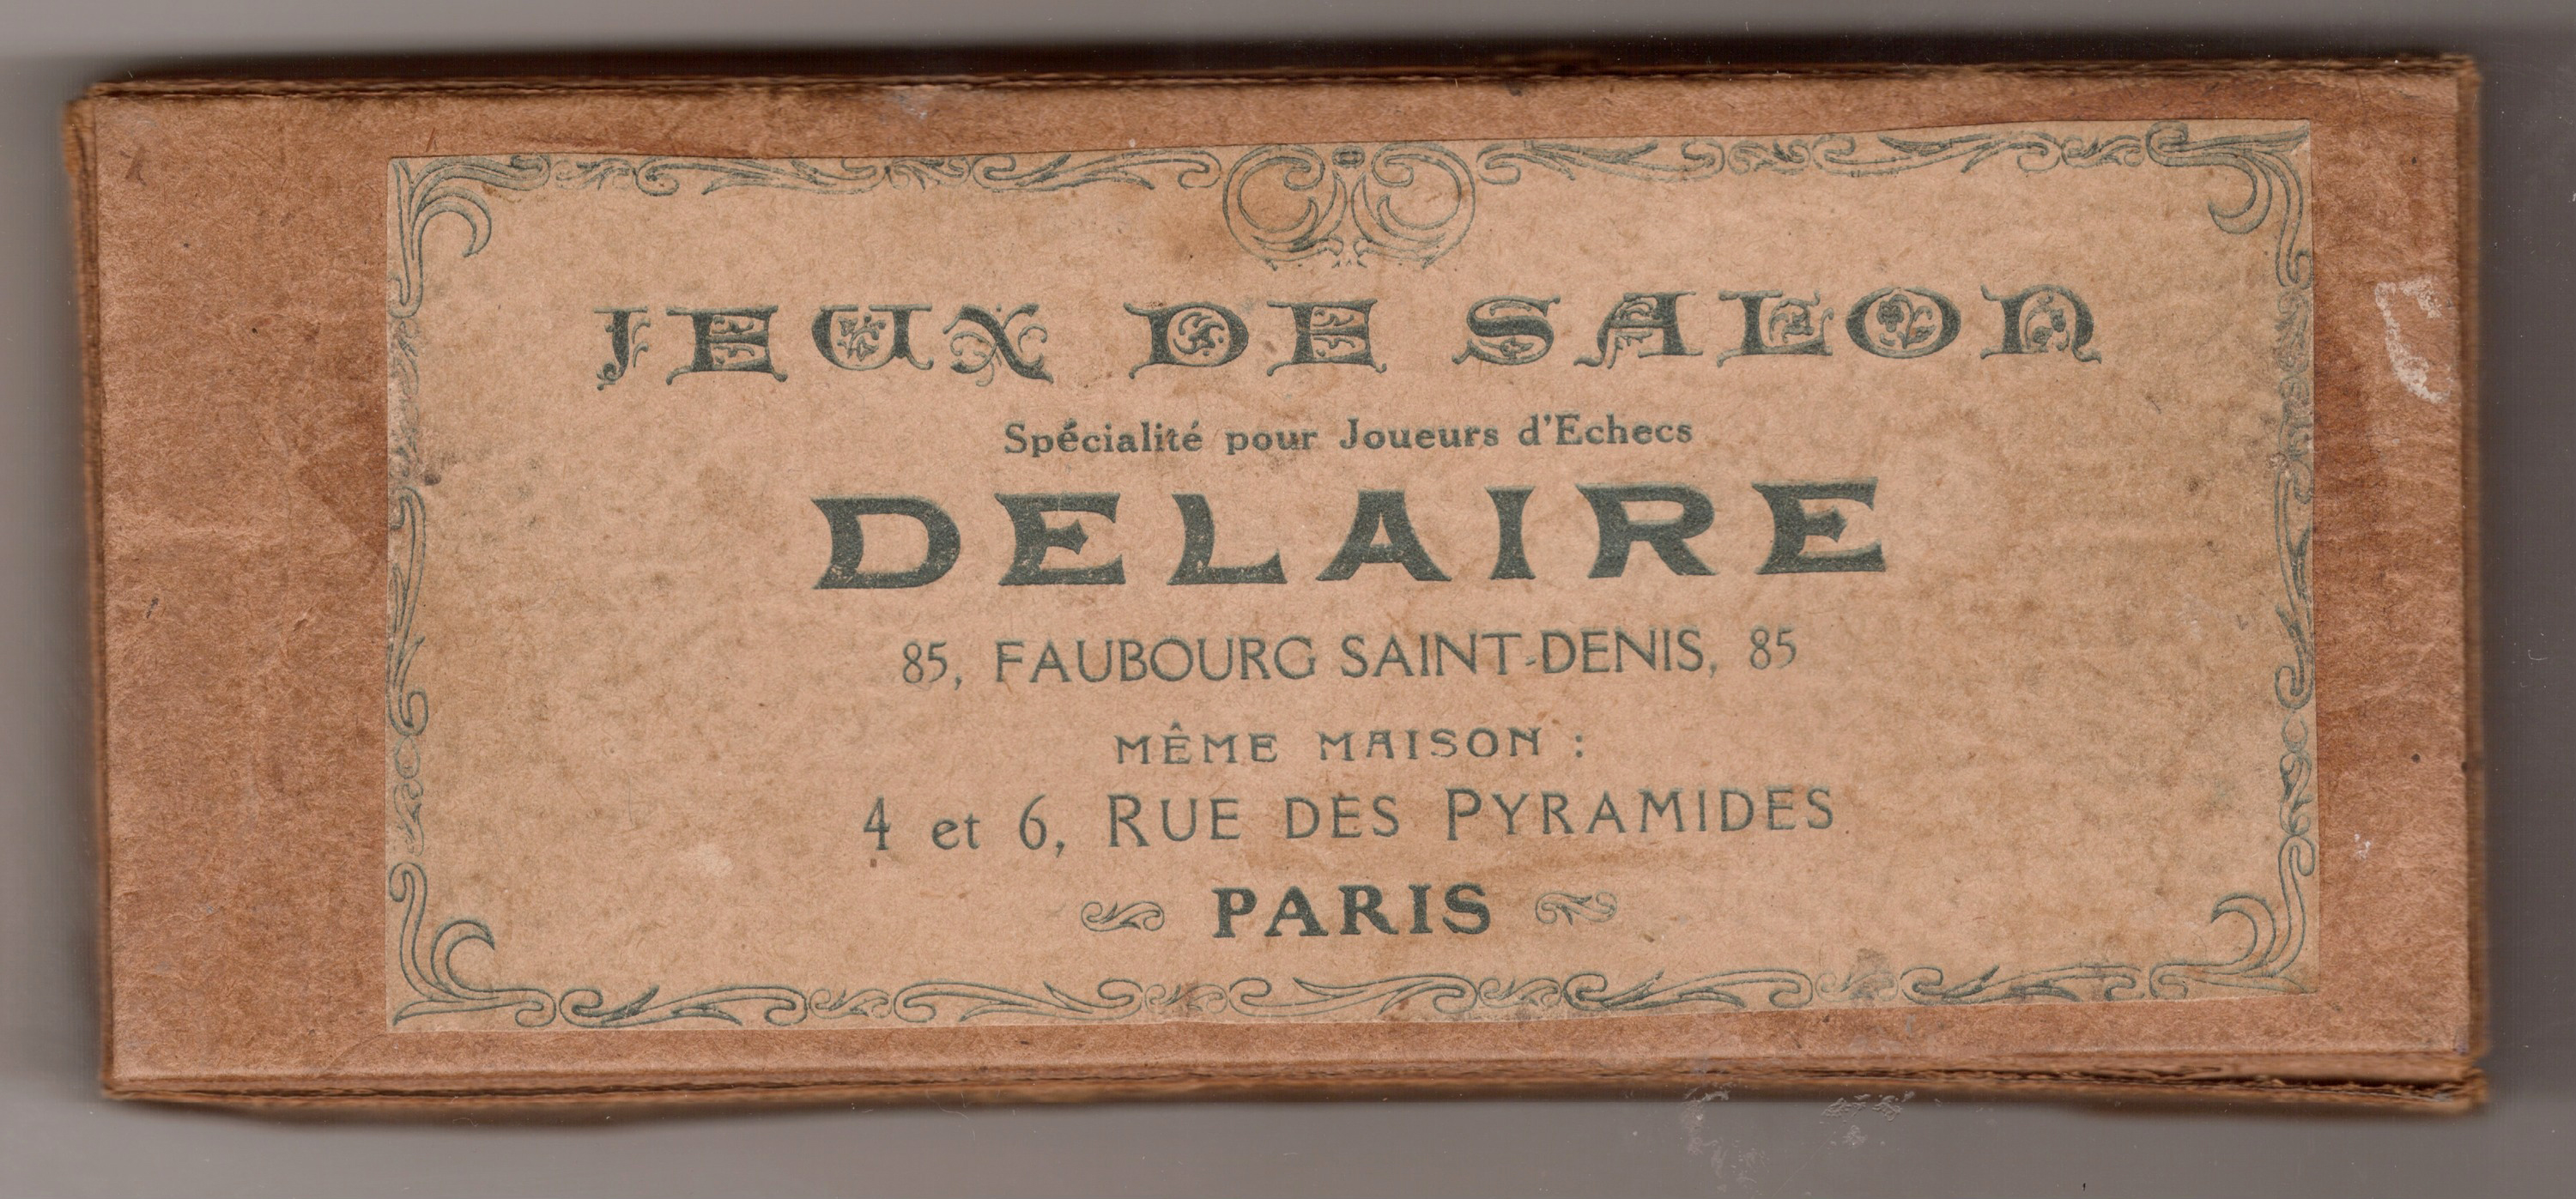 JEUX DE SALON
Spécialité pour Joueurs d'Echecs
DELAIRE
85, FAUBOURG SAINT-DENIS, 85
MÊME MAISON :
4 et 6, RUE DES PYRAMIDES
PARIS